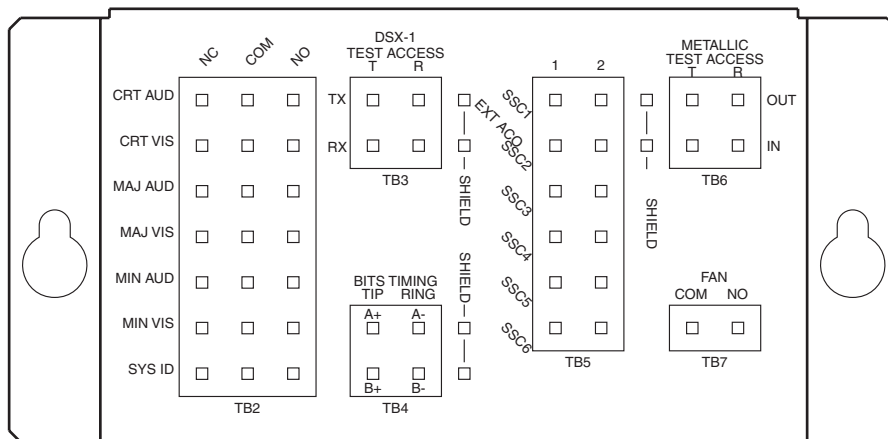 NC COM NO
CRT AUD
CRT VIS
MAJ AUD
MAJ VIS
MIN AUD
MIN VIS
SYS ID
TB2
DSX-1
TEST ACCESS
T R
TX
RX
TB3
SHIELD
BITS TIMING
TIP RING
A+ A-
B+ B-
TB4
SHIELD
EXT ACO
1 2
SSC1
SSC2
SSC3
SSC4
SSC5
SSC6
TB5
SHIELD
METALLIC
TEST ACCESS
T R
OUT
IN
TB6
FAN
COM NO
TB7